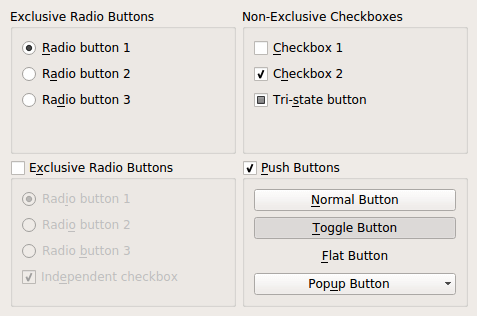 Exclusive Radio Buttons
Radio button 1
Radio button 2
Radio button 3
Non-Exclusive Checkboxes
Checkbox 1
Checkbox 2
Tri-state button
Exclusive Radio Buttons
Radio button 1
Radio button 2
Radio button 3
Independent checkbox
Push Buttons
Normal Button
Toggle Button
Flat Button
Popup Button